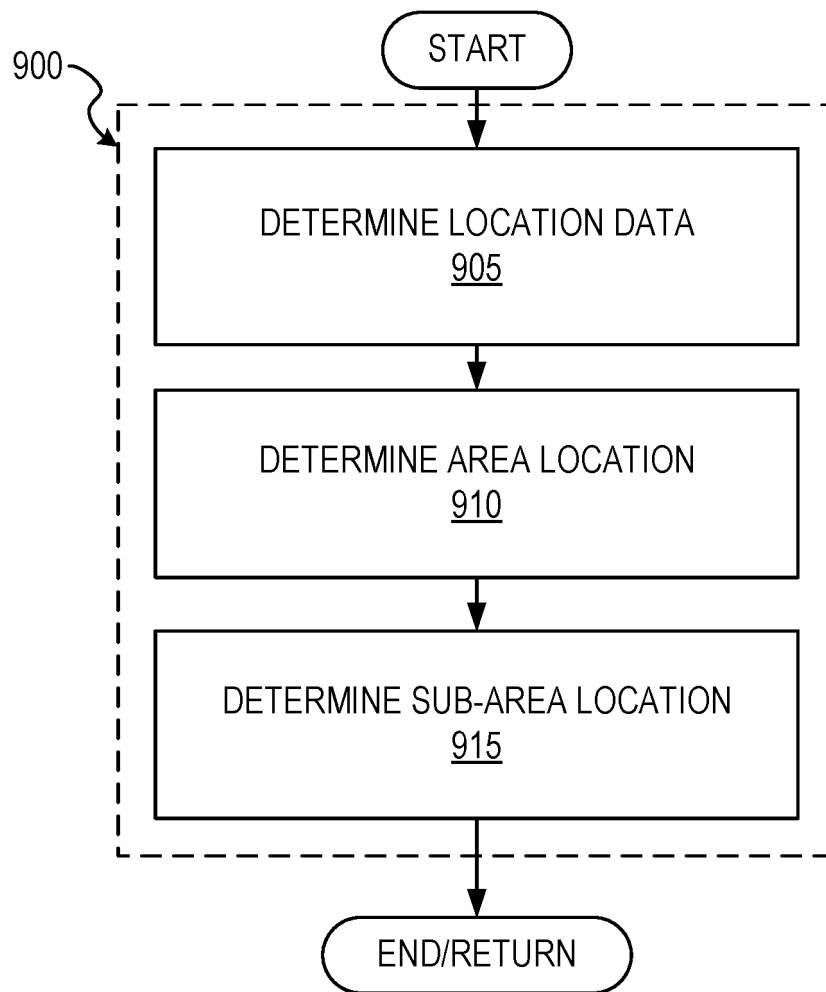 START
900
DETERMINE LOCATION DATA
905
DETERMINE AREA LOCATION
910
DETERMINE SUB-AREA LOCATION
915
END/RETURN